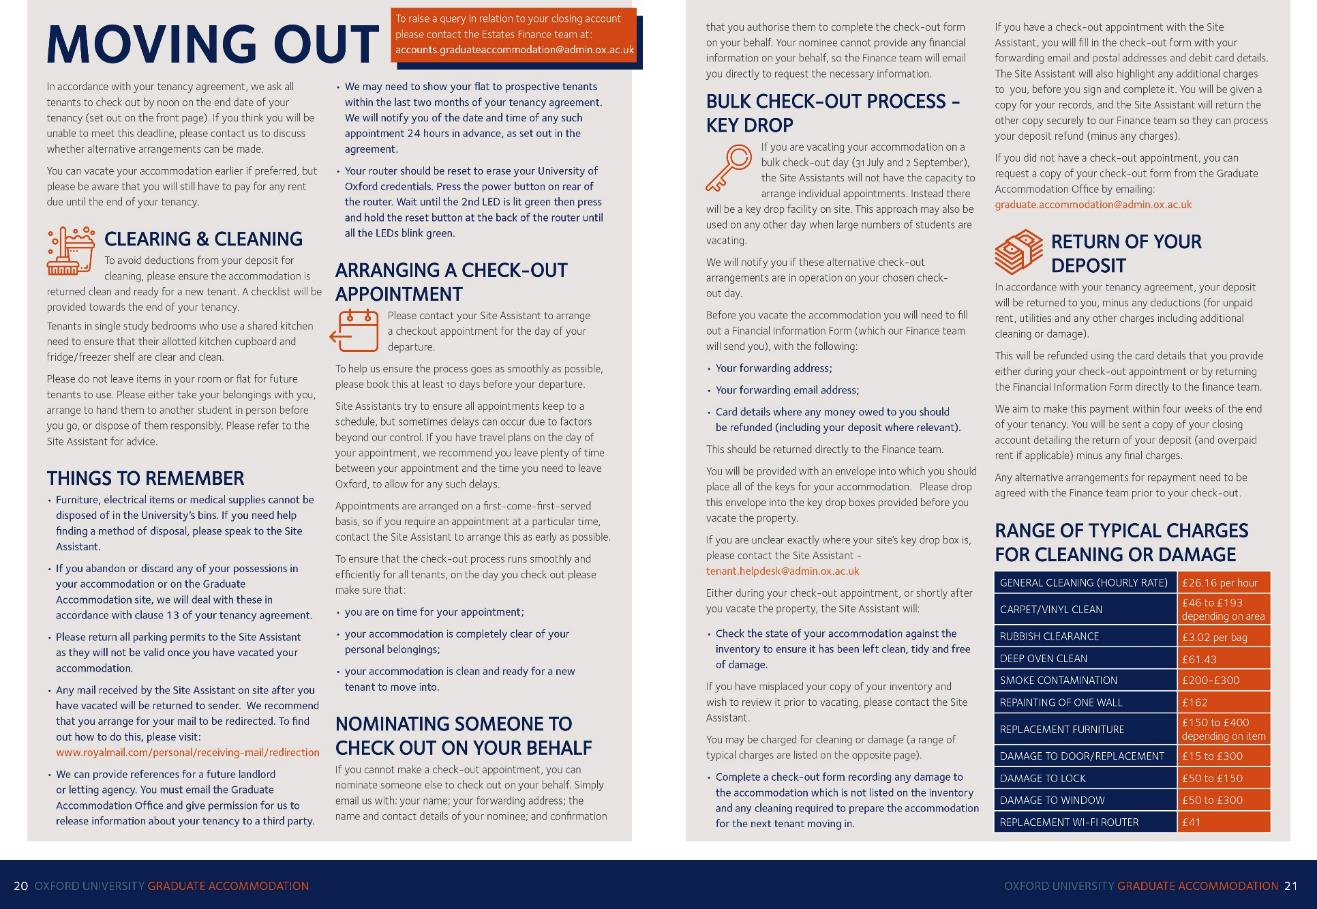 MOVING OUT
To raise a query in relation to your closing account
please contact the Estates Finance team at:
accounts.graduateaccommodation@admin.ox.ac.uk
In accordance with your tenancy agreement, we ask all
tenants to check out by noon on the end date of your
tenancy (set out on the front page). If you think you will be
unable to meet this deadline, please contact us to discuss
whether alternative arrangements can be made.
You can vacate your accommodation earlier if preferred, but
please be aware that you will still have to pay for any rent
due until the end of your tenancy.
CLEARING & CLEANING
To avoid deductions from your deposit for
cleaning, please ensure the accommodation is
returned clean and ready for a new tenant. A checklist will be
provided towards the end of your tenancy.
Tenants in single study bedrooms who use a shared kitchen
need to ensure that their allotted kitchen cupboard and
fridge/freezer shelf are clear and clean.
Please do not leave items in your room or flat for future
tenants to use. Please either take your belongings with you,
arrange to hand them to another student in person before
you go, or dispose of them responsibly. Please refer to the
Site Assistant for advice.
THINGS TO REMEMBER
• Furniture, electrical items or medical supplies cannot be
disposed of in the University's bins. If you need help
finding a method of disposal, please speak to the Site
Assistant.
• If you abandon or discard any of your possessions in
your accommodation or on the Graduate
Accommodation site, we will deal with these in
accordance with clause 13 of your tenancy agreement.
• Please return all parking permits to the Site Assistant
as they will not be valid once you have vacated your
accommodation.
• Any mail received by the Site Assistant on site after you
have vacated will be returned to sender. We recommend
that you arrange for your mail to be redirected. To find
out how to do this, please visit:
www.royalmail.com/personal/receiving-mail/redirection
• We can provide references for a future landlord
or letting agency. You must email the Graduate
Accommodation Office and give permission for us to
release information about your tenancy to a third party.
• We may need to show your flat to prospective tenants
within the last two months of your tenancy agreement.
We will notify you of the date and time of any such
appointment 24 hours in advance, as set out in the
agreement.
• Your router should be reset to erase your University of
Oxford credentials. Press the power button on rear of
the router. Wait until the 2nd LED is lit green then press
and hold the reset button at the back of the router until
all the LEDs blink green.
ARRANGING A CHECK-OUT
APPOINTMENT
Please contact your Site Assistant to arrange
a checkout appointment for the day of your
departure.
To help us ensure the process goes as smoothly as possible,
please book this at least 10 days before your departure.
Site Assistants try to ensure all appointments keep to a
schedule, but sometimes delays can occur due to factors
beyond our control. If you have travel plans on the day of
your appointment, we recommend you leave plenty of time
between your appointment and the time you need to leave
Oxford, to allow for any such delays.
Appointments are arranged on a first-come-first-served
basis, so if you require an appointment at a particular time,
contact the Site Assistant to arrange this as early as possible.
To ensure that the check-out process runs smoothly and
efficiently for all tenants, on the day you check out please
make sure that:
• you are on time for your appointment;
• your accommodation is completely clear of your
personal belongings;
• your accommodation is clean and ready for a new
tenant to move into.
NOMINATING SOMEONE TO
CHECK OUT ON YOUR BEHALF
If you cannot make a check-out appointment, you can
nominate someone else to check out on your behalf. Simply
email us with: your name; your forwarding address; the
name and contact details of your nominee; and confirmation
20 OXFORD UNIVERSITY GRADUATE ACCOMMODATION
that you authorise them to complete the check-out form
on your behalf. Your nominee cannot provide any financial
information on your behalf, so the Finance team will email
you directly to request the necessary information.
BULK CHECK-OUT PROCESS -
KEY DROP
If you are vacating your accommodation on a
bulk check-out day (31 July and 2 September),
the Site Assistants will not have the capacity to
arrange individual appointments. Instead there
will be a key drop facility on site. This approach may also be
used on any other day when large numbers of students are
vacating.
We will notify you if these alternative check-out
arrangements are in operation on your chosen check-
out day.
Before you vacate the accommodation you will need to fill
out a Financial Information Form (which our Finance team
will send you), with the following:
• Your forwarding address;
• Your forwarding email address;
• Card details where any money owed to you should
be refunded (including your deposit where relevant).
This should be returned directly to the Finance team.
You will be provided with an envelope into which you should
place all of the keys for your accommodation. Please drop
this envelope into the key drop boxes provided before you
vacate the property.
If you are unclear exactly where your site's key drop box is,
please contact the Site Assistant -
tenant.helpdesk@admin.ox.ac.uk
Either during your check-out appointment, or shortly after
you vacate the property, the Site Assistant will:
• Check the state of your accommodation against the
inventory to ensure it has been left clean, tidy and free
of damage.
If you have misplaced your copy of your inventory and
wish to review it prior to vacating, please contact the Site
Assistant.
You may be charged for cleaning or damage (a range of
typical charges are listed on the opposite page).
• Complete a check-out form recording any damage to
the accommodation which is not listed on the inventory
and any cleaning required to prepare the accommodation
for the next tenant moving in.
If you have a check-out appointment with the Site
Assistant, you will fill in the check-out form with your
forwarding email and postal addresses and debit card details.
The Site Assistant will also highlight any additional charges
to you, before you sign and complete it. You will be given a
copy for your records, and the Site Assistant will return the
other copy securely to our Finance team so they can process
your deposit refund (minus any charges).
If you did not have a check-out appointment, you can
request a copy of your check-out form from the Graduate
Accommodation Office by emailing:
graduate.accommodation@admin.ox.ac.uk
RETURN OF YOUR
DEPOSIT
In accordance with your tenancy agreement, your deposit
will be returned to you, minus any deductions (for unpaid
rent, utilities and any other charges including additional
cleaning or damage).
This will be refunded using the card details that you provide
either during your check-out appointment or by returning
the Financial Information Form directly to the finance team.
We aim to make this payment within four weeks of the end
of your tenancy. You will be sent a copy of your closing
account detailing the return of your deposit (and overpaid
rent if applicable) minus any final charges.
Any alternative arrangements for repayment need to be
agreed with the Finance team prior to your check-out.
RANGE OF TYPICAL CHARGES
FOR CLEANING OR DAMAGE
GENERAL CLEANING (HOURLY RATE) £26.16 per hour
CARPET/VINYL CLEAN £46 to £193
depending on area
RUBBISH CLEARANCE £3.02 per bag
DEEP OVEN CLEAN £61.43
SMOKE CONTAMINATION £200-£300
REPAINTING OF ONE WALL £162
REPLACEMENT FURNITURE £150 to £400
depending on item
DAMAGE TO DOOR/REPLACEMENT £15 to £300
DAMAGE TO LOCK £50 to £150
DAMAGE TO WINDOW £50 to £300
REPLACEMENT WI-FI ROUTER £41
OXFORD UNIVERSITY GRADUATE ACCOMMODATION 21